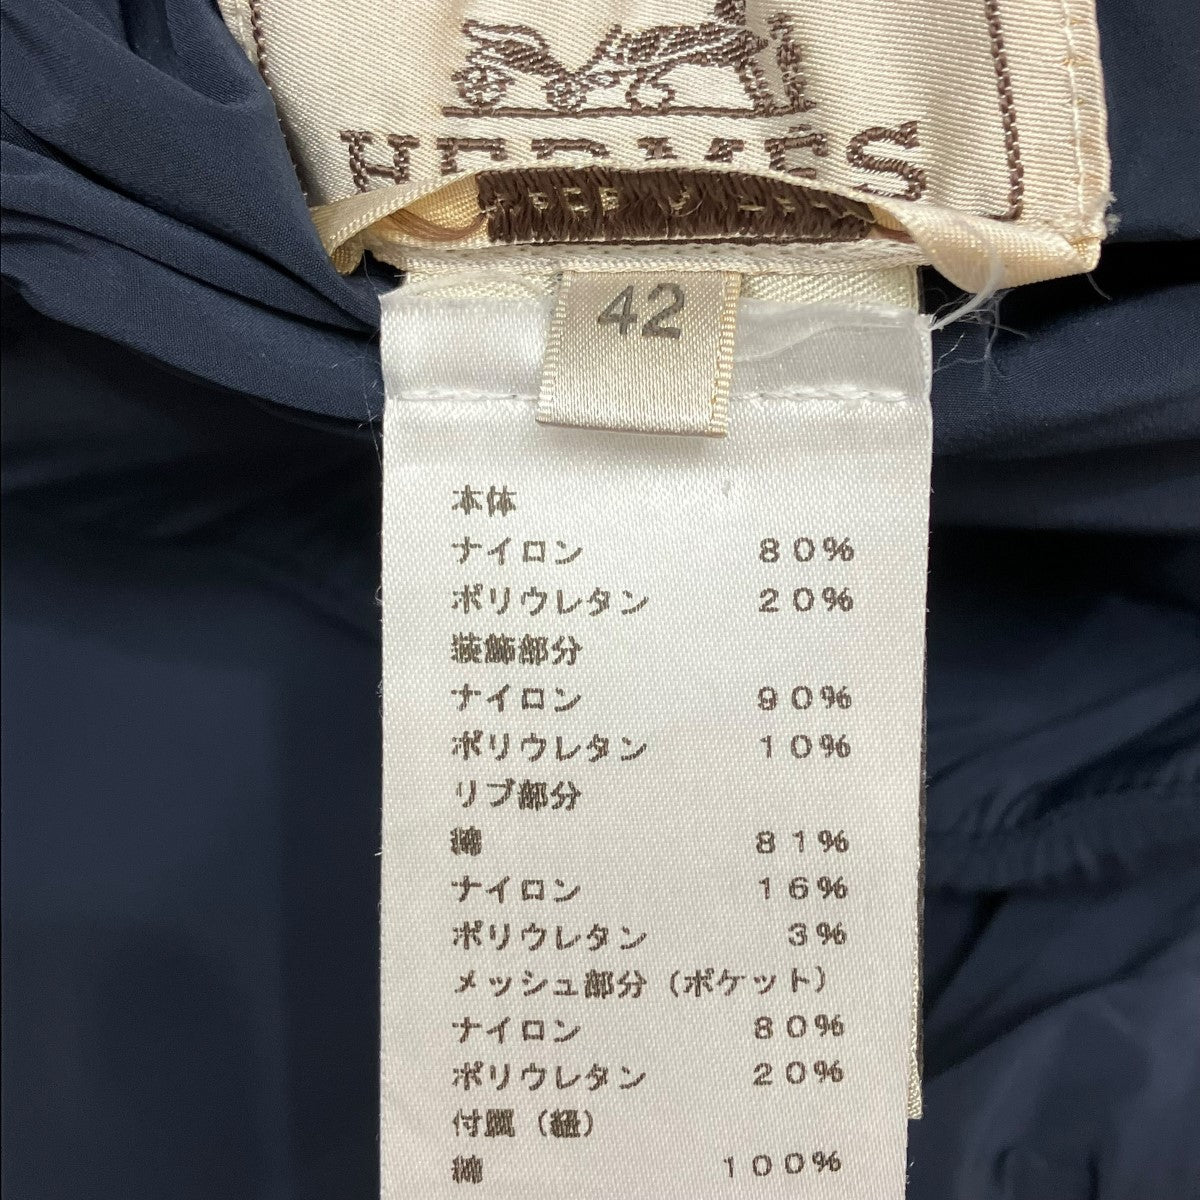 HERMÈS
42
本体
ナイロン 80%
ポリウレタン 20%
装飾部分
ナイロン 90%
ポリウレタン 10%
リブ部分
綿 81%
ナイロン 16%
ポリウレタン 3%
メッシュ部分(ポケット)
ナイロン 80%
ポリウレタン 20%
付属(紐)
綿 100%